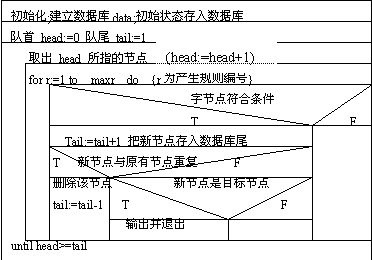 初始化;建立数据库 data;初始状态存入数据库
队首 head:=0 队尾 tail:=1
取出 head 所指的节点 (head:=head+1)
for r:=1 to maxr do {r 为产生规则编号}
字节点符合条件
T F
Tail:=tail+1 把新节点存入数据库尾
T 新节点与原有节点重复 F
删除该节点 新节点是目标节点
tail:=tail-1 T F
输出并退出
until head>=tail